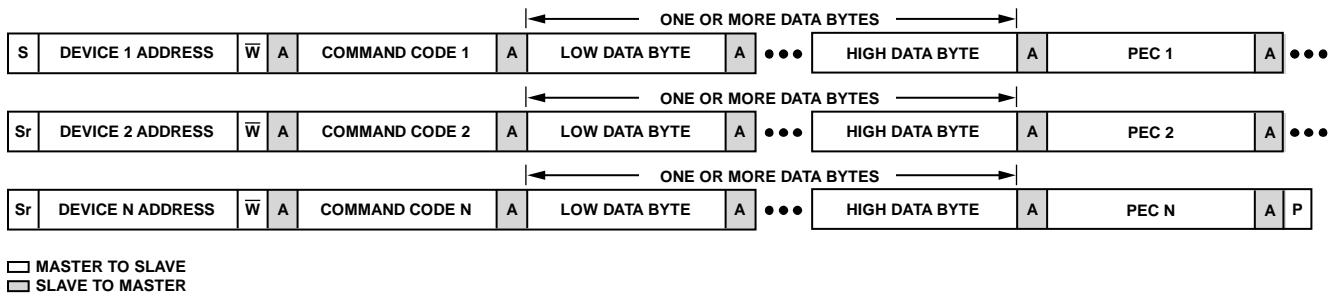 ONE OR MORE DATA BYTES
S DEVICE 1 ADDRESS W̅ A COMMAND CODE 1 A LOW DATA BYTE A ••• HIGH DATA BYTE A PEC 1 A •••
ONE OR MORE DATA BYTES
Sr DEVICE 2 ADDRESS W̅ A COMMAND CODE 2 A LOW DATA BYTE A ••• HIGH DATA BYTE A PEC 2 A •••
ONE OR MORE DATA BYTES
Sr DEVICE N ADDRESS W̅ A COMMAND CODE N A LOW DATA BYTE A ••• HIGH DATA BYTE A PEC N A P
MASTER TO SLAVE
SLAVE TO MASTER